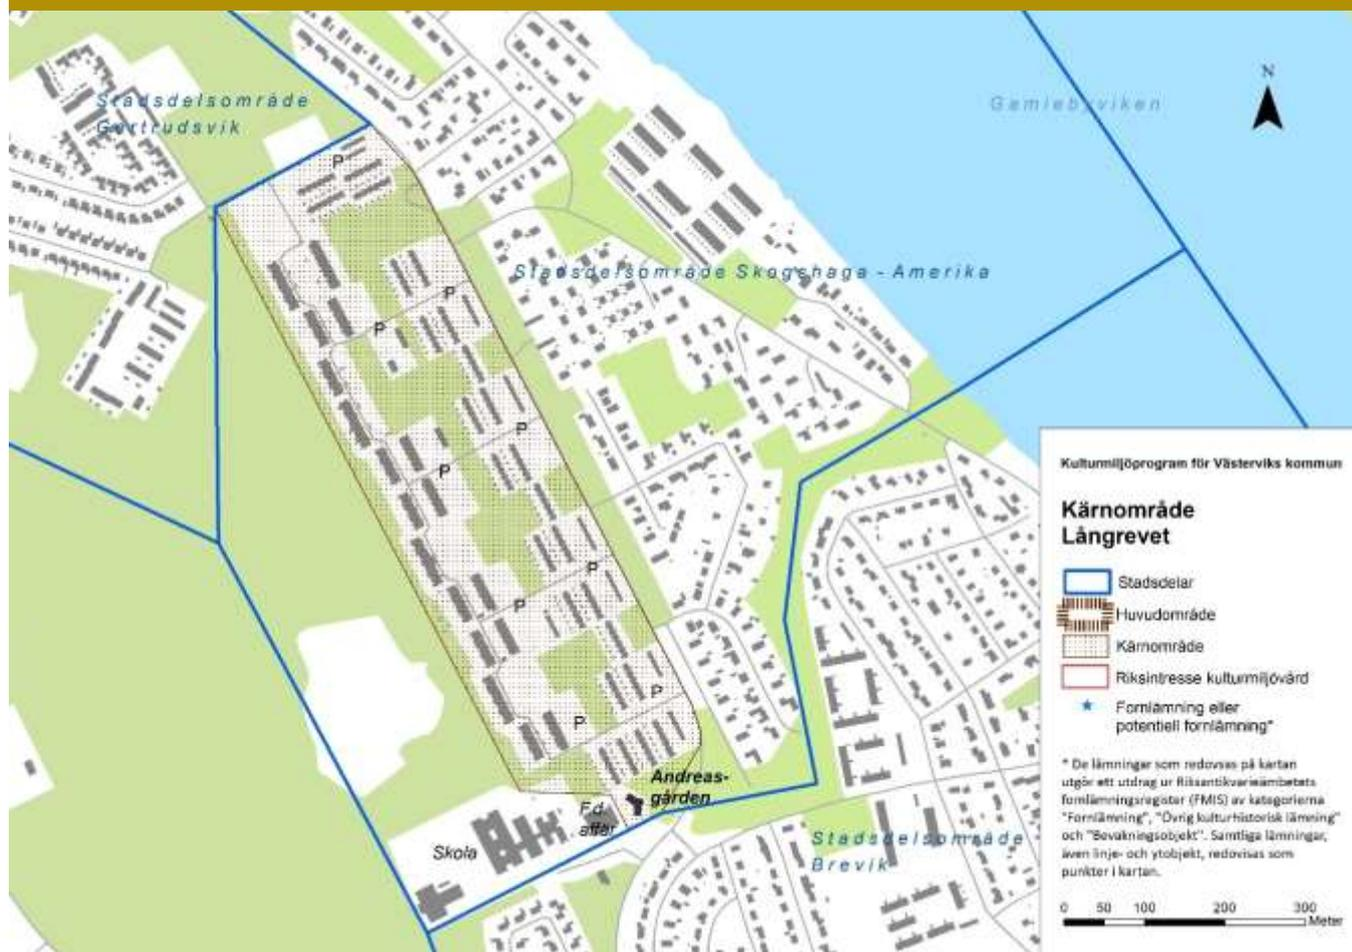 Stadsdelsområde
Gertrudsvik
Gamlebyviken
N
P
Stadsdelsområde Skogshaga - Amerika
P
P
P
P
P
P
P
P
Andreas-
gården
F.d.
affär
Skola
Stadsdelsområde
Brevik
Kulturmiljöprogram för Västerviks kommun
Kärnområde
Långrevet
Stadsdelar
Huvudområde
Kärnområde
Riksintresse kulturmiljövård
Fornlämning eller
potentiell fornlämning*
* De lämningar som redovsas på kartan
utgör ett utdrag ur Riksantikvarieämbetets
fornlämningsregister (FMIS) av kategorierna
"Fornlämning", "Övrig kulturhistorisk lämning"
och "Bevakningsobjekt". Samtliga lämningar,
även linje- och ytobjekt, redovisas som
punkter i kartan.
0 50 100 200 300
Meter